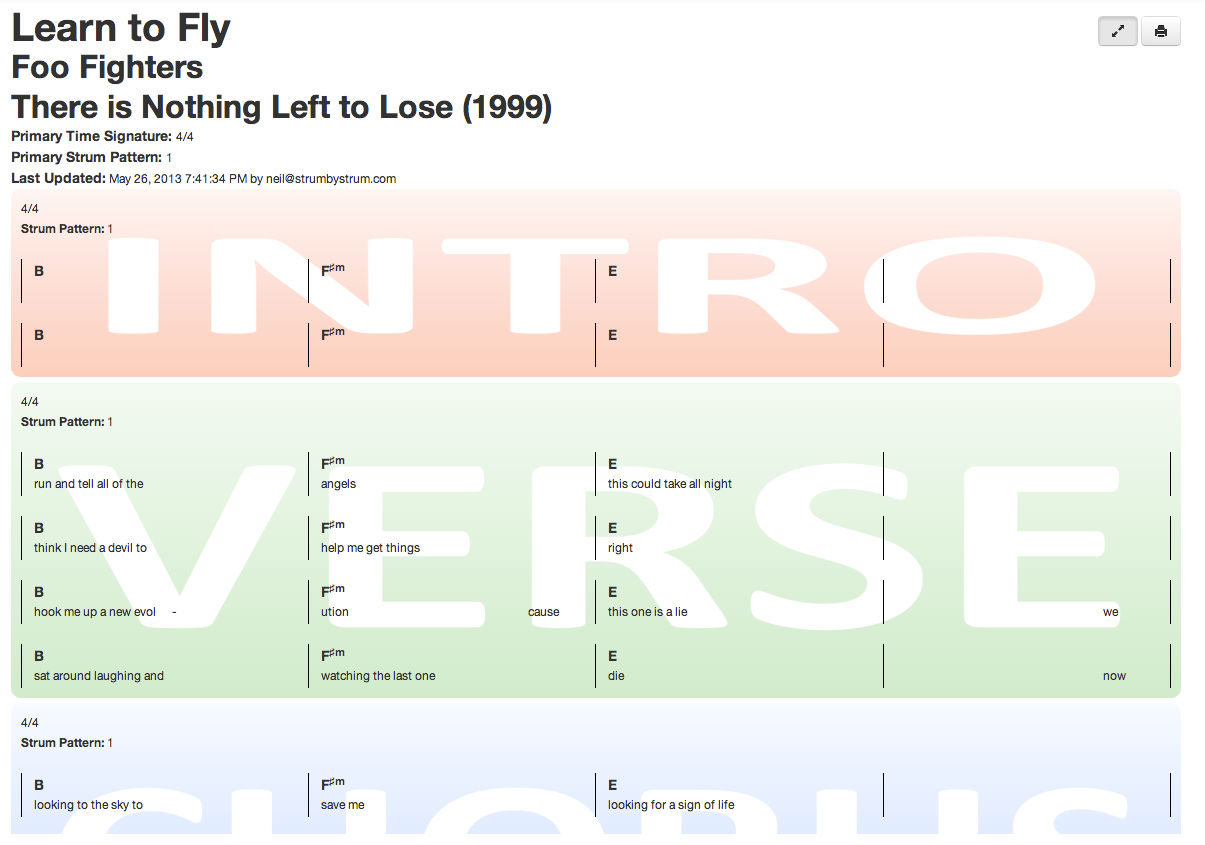 Learn to Fly
Foo Fighters
There is Nothing Left to Lose (1999)
Primary Time Signature: 4/4
Primary Strum Pattern: 1
Last Updated: May 26, 2013 7:41:34 PM by neil@strumbystrum.com
4/4
Strum Pattern: 1
INTRO
B F♯m E
B F♯m E
4/4
Strum Pattern: 1
VERSE
B F♯m E
run and tell all of the angels this could take all night
B F♯m E
think I need a devil to help me get things right
B F♯m E
hook me up a new evol - ution cause this one is a lie we
B F♯m E
sat around laughing and watching the last one die now
4/4
Strum Pattern: 1
CHORUS
B F♯m E
looking to the sky to save me looking for a sign of life